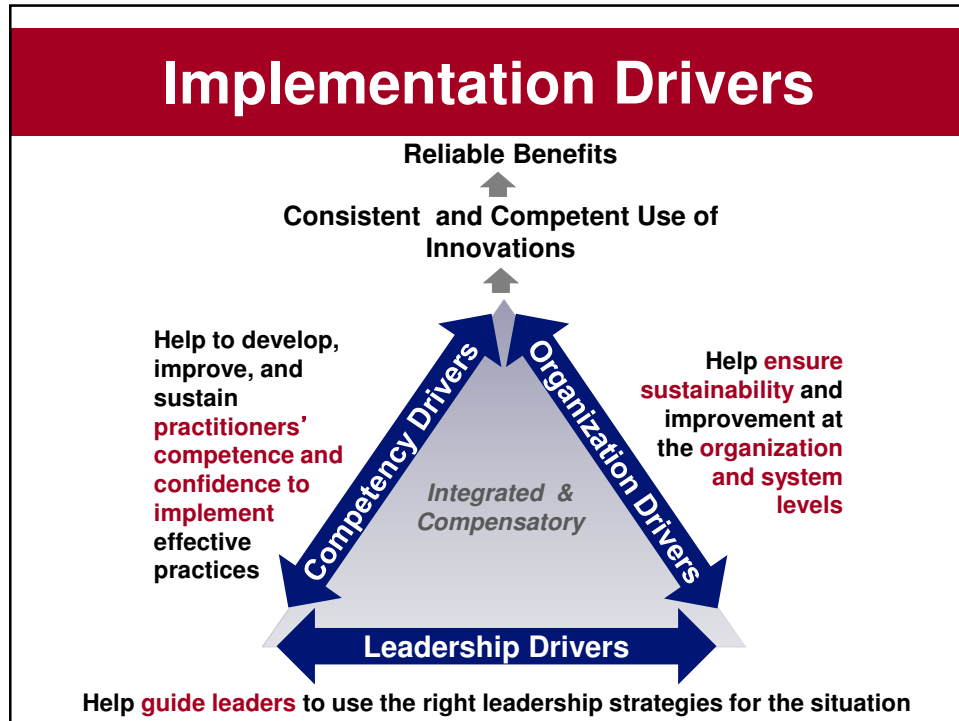 Implementation Drivers
Reliable Benefits
Consistent and Competent Use of
Innovations
Help to develop,
improve, and
sustain
practitioners’
competence and
confidence to
implement
effective
practices
Competency Drivers
Organization Drivers
Integrated &
Compensatory
Help ensure
sustainability and
improvement at
the organization
and system
levels
Leadership Drivers
Help guide leaders to use the right leadership strategies for the situation